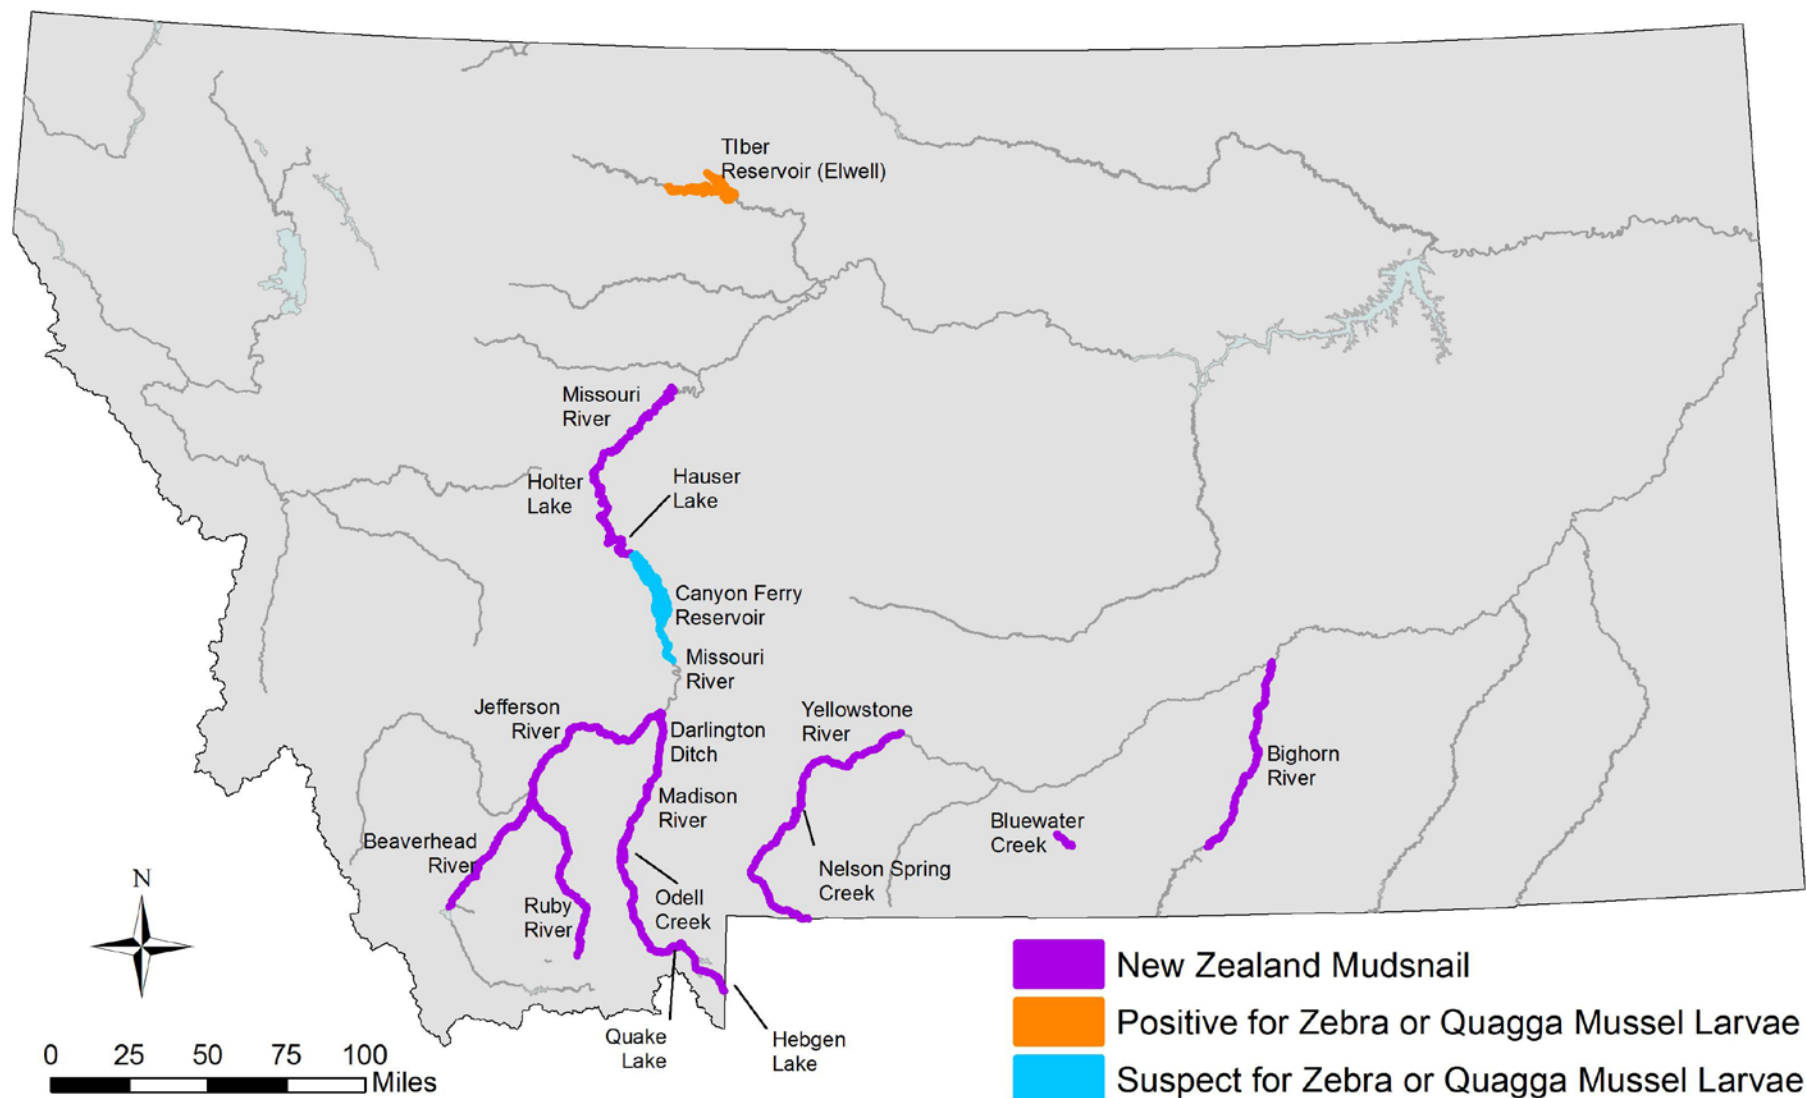 TIber
Reservoir (Elwell)
Missouri
River
Holter
Lake
Hauser
Lake
Canyon Ferry
Reservoir
Missouri
River
Jefferson
River
Darlington
Ditch
Yellowstone
River
Madison
River
Bighorn
River
Beaverhead
River
Bluewater
Creek
Nelson Spring
Creek
Ruby
River
Odell
Creek
Quake
Lake
Hebgen
Lake
N
0 25 50 75 100
Miles
New Zealand Mudsnail
Positive for Zebra or Quagga Mussel Larvae
Suspect for Zebra or Quagga Mussel Larvae